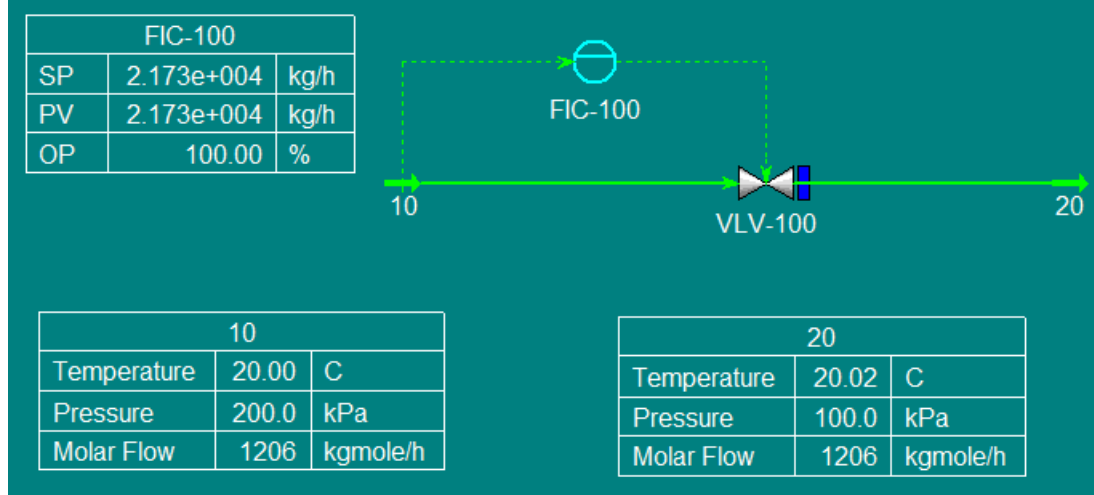 FIC-100
SP 2.173e+004 kg/h
PV 2.173e+004 kg/h
OP 100.00 %
FIC-100
10
VLV-100
20
10
Temperature 20.00 C
Pressure 200.0 kPa
Molar Flow 1206 kgmole/h
20
Temperature 20.02 C
Pressure 100.0 kPa
Molar Flow 1206 kgmole/h